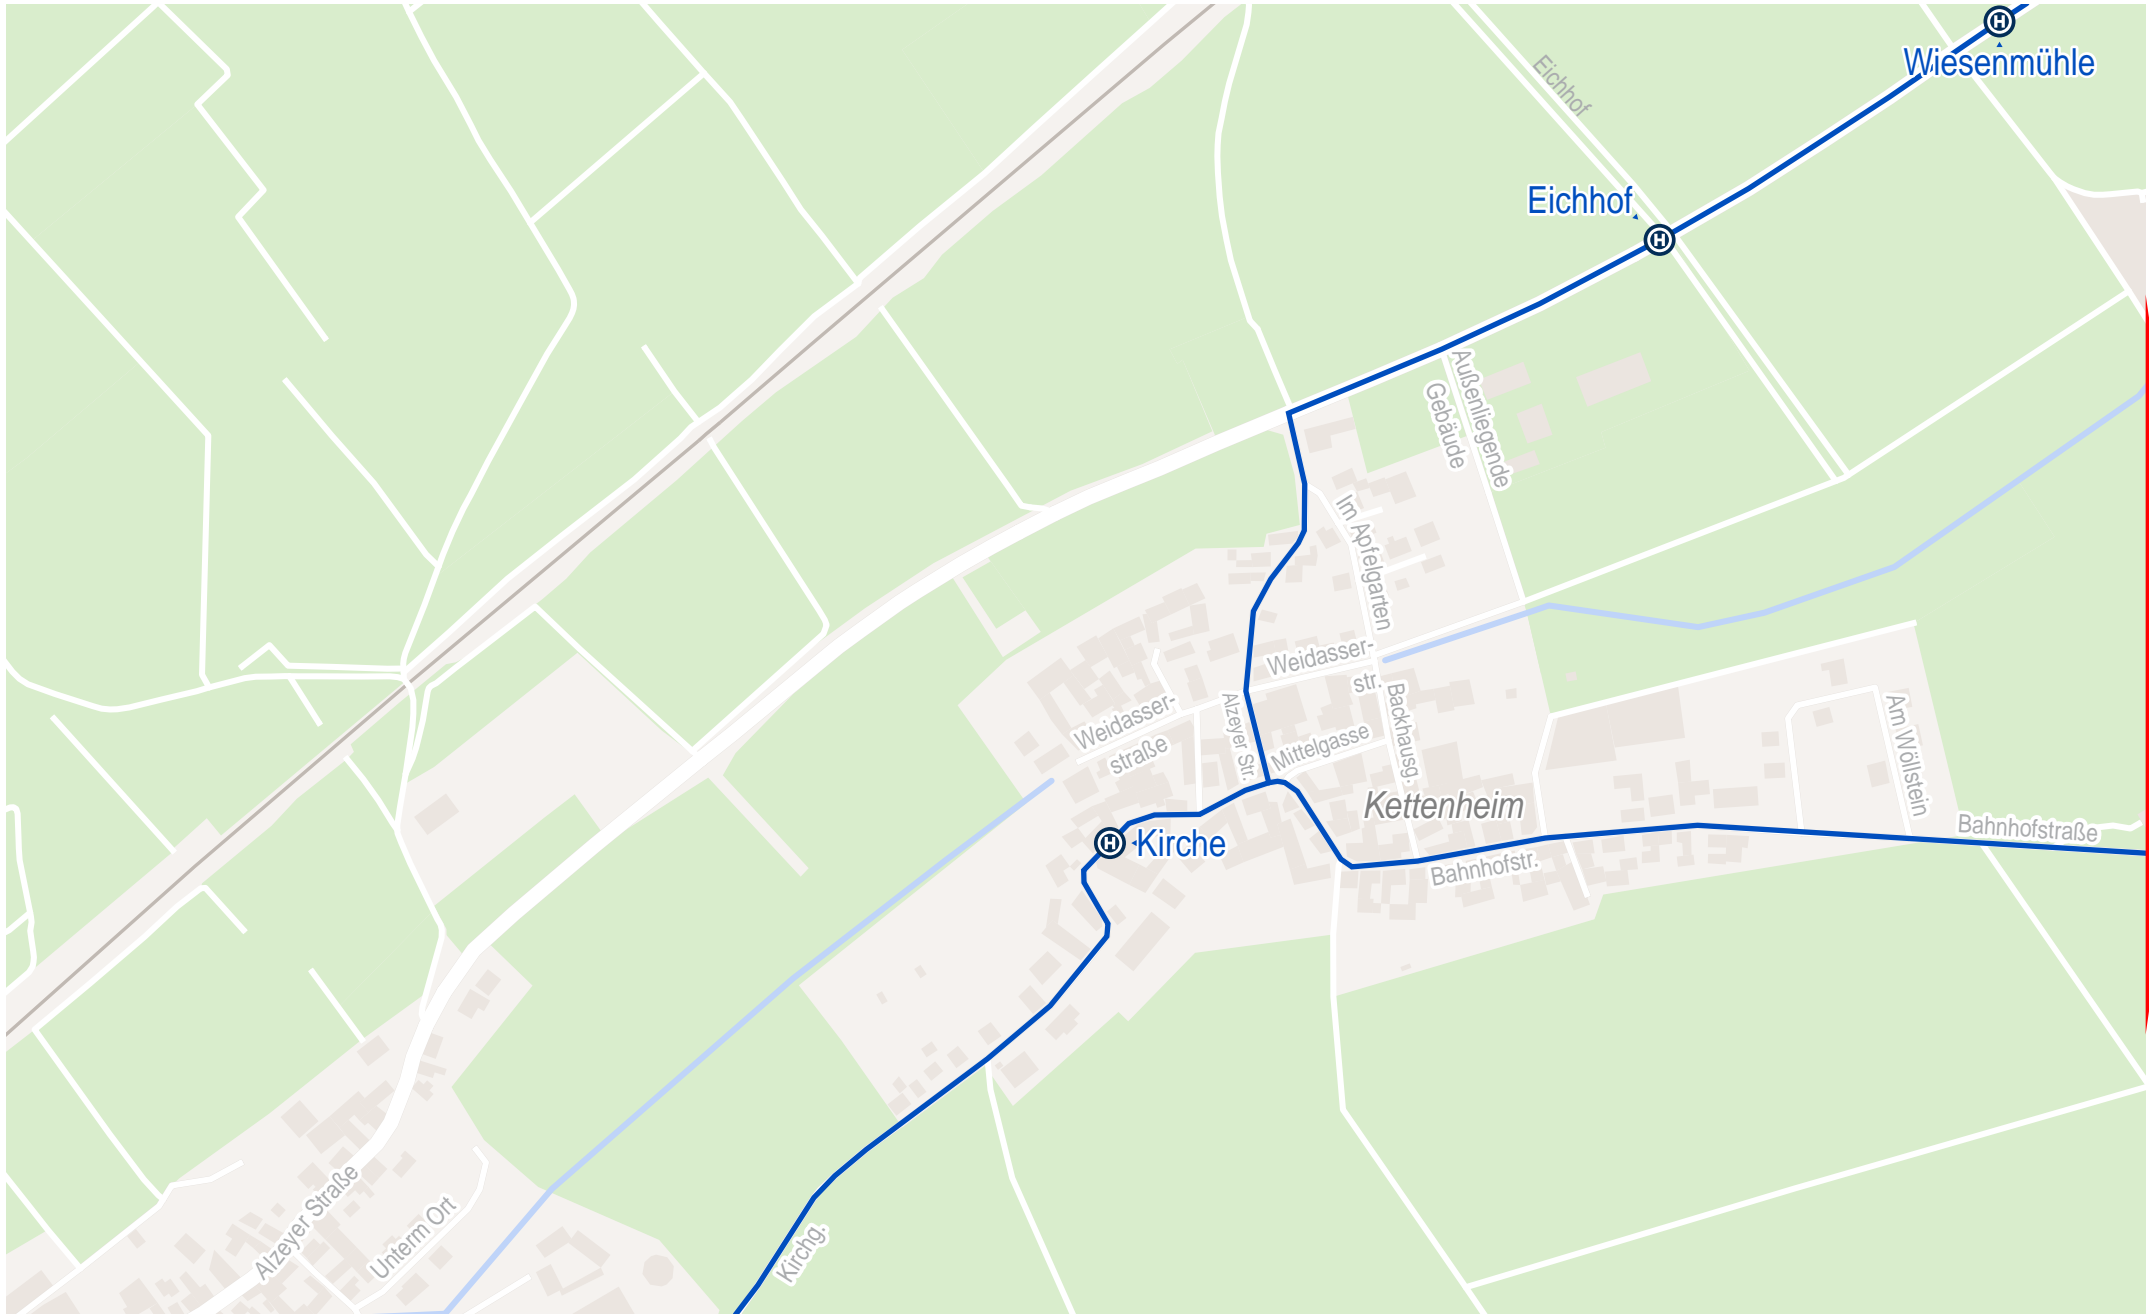 Wiesenmühle
Eichhof
Eichhof
Außenliegende
Gebäude
Im Apfelgarten
Weidasser-
str.
Weidasser-
straße
Alzeyer Str.
Mittelgasse
Backhausg.
Kettenheim
Am Wöllstein
Bahnhofstraße
Bahnhofstr.
Kirche
Alzeyer Straße
Unterm Ort
Kirchg.
H
H
H